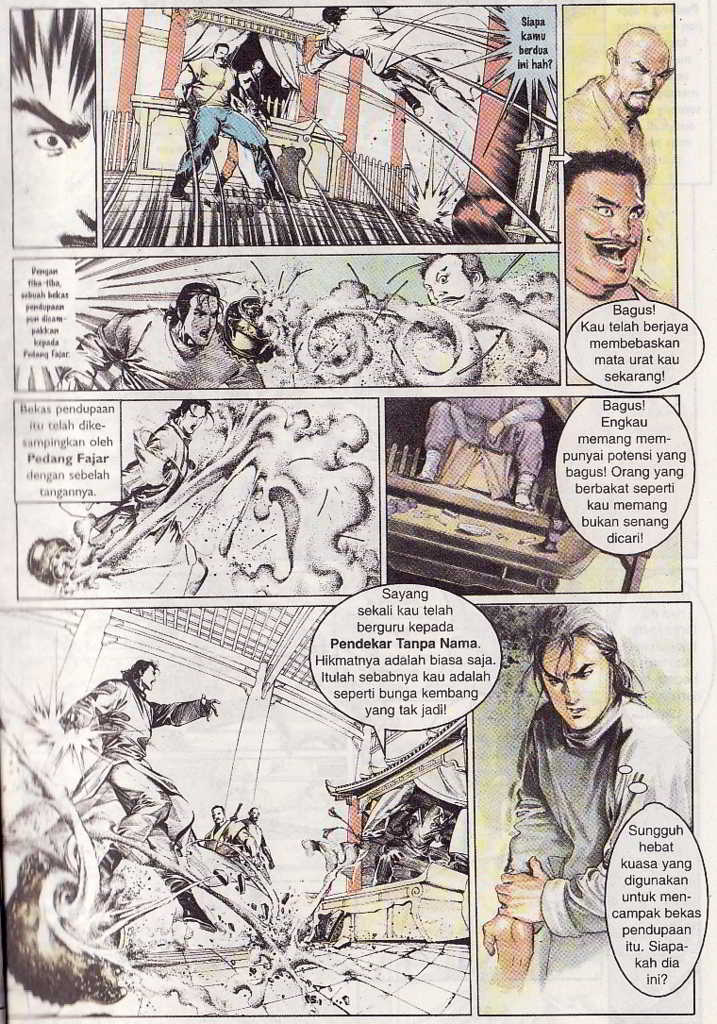 Siapa
kamu
berdua
ini hah?
Bagus!
Kau telah berjaya
membebaskan
mata urat kau
sekarang!
Dengan
tiba-tiba,
sebuah bekas
pendupaan
pun dicam-
pakkan
kepada
Pedang Fajar.
Bekas pendupaan
itu telah dike-
sampingkan oleh
Pedang Fajar
dengan sebelah
tangannya.
Bagus!
Engkau
memang mem-
punyai potensi yang
bagus! Orang yang
berbakat seperti
kau memang
bukan senang
dicari!
Sayang
sekali kau telah
berguru kepada
Pendekar Tanpa Nama.
Hikmatnya adalah biasa saja.
Itulah sebabnya kau adalah
seperti bunga kembang
yang tak jadi!
Sungguh
hebat
kuasa yang
digunakan
untuk men-
campak bekas
pendupaan
itu. Siapa-
kah dia
ini?